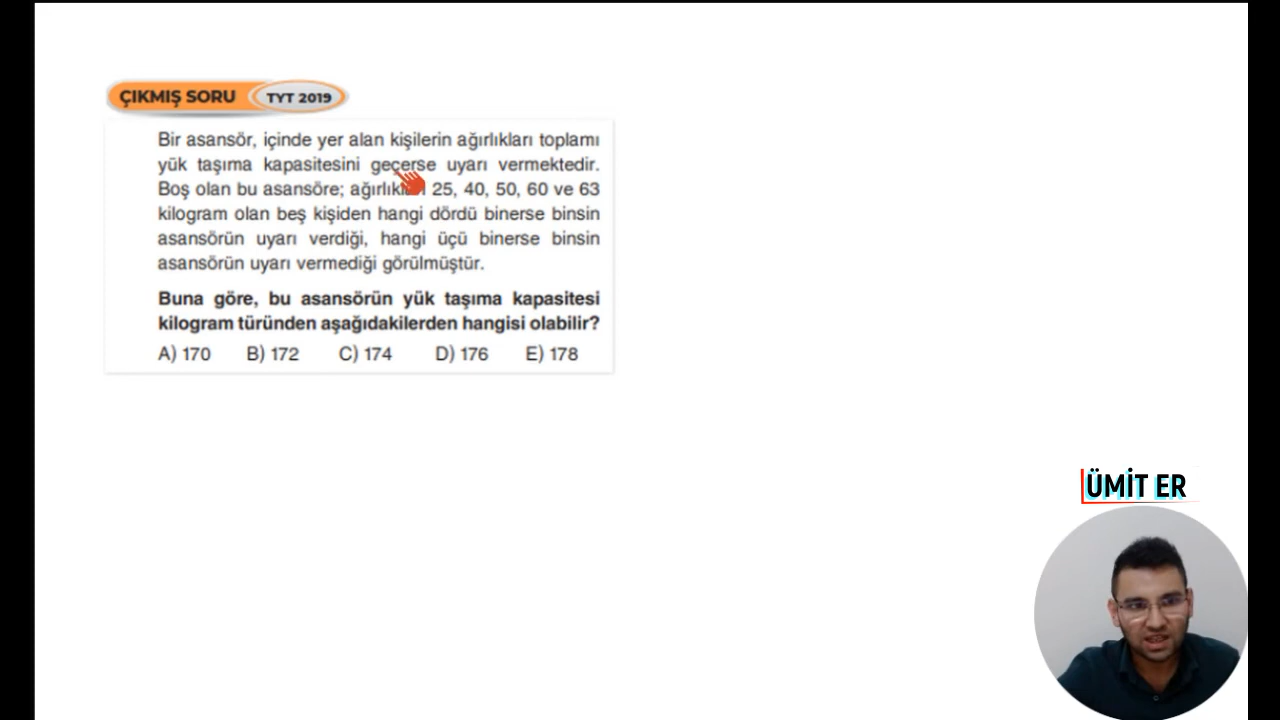 ÇIKMIŞ SORU TYT 2019
Bir asansör, içinde yer alan kişilerin ağırlıkları toplamı
yük taşıma kapasitesini geçerse uyarı vermektedir.
Boş olan bu asansöre; 25, 40, 50, 60 ve 63
kilogram olan beş kişiden hangi dördü binerse binsin
asansörün uyarı verdiği, hangi üçü binerse binsin
asansörün uyarı vermediği görülmüştür.
Buna göre, bu asansörün yük taşıma kapasitesi
kilogram türünden aşağıdakilerden hangisi olabilir?
A) 170 B) 172 C) 174 D) 176 E) 178
ÜMİT ER